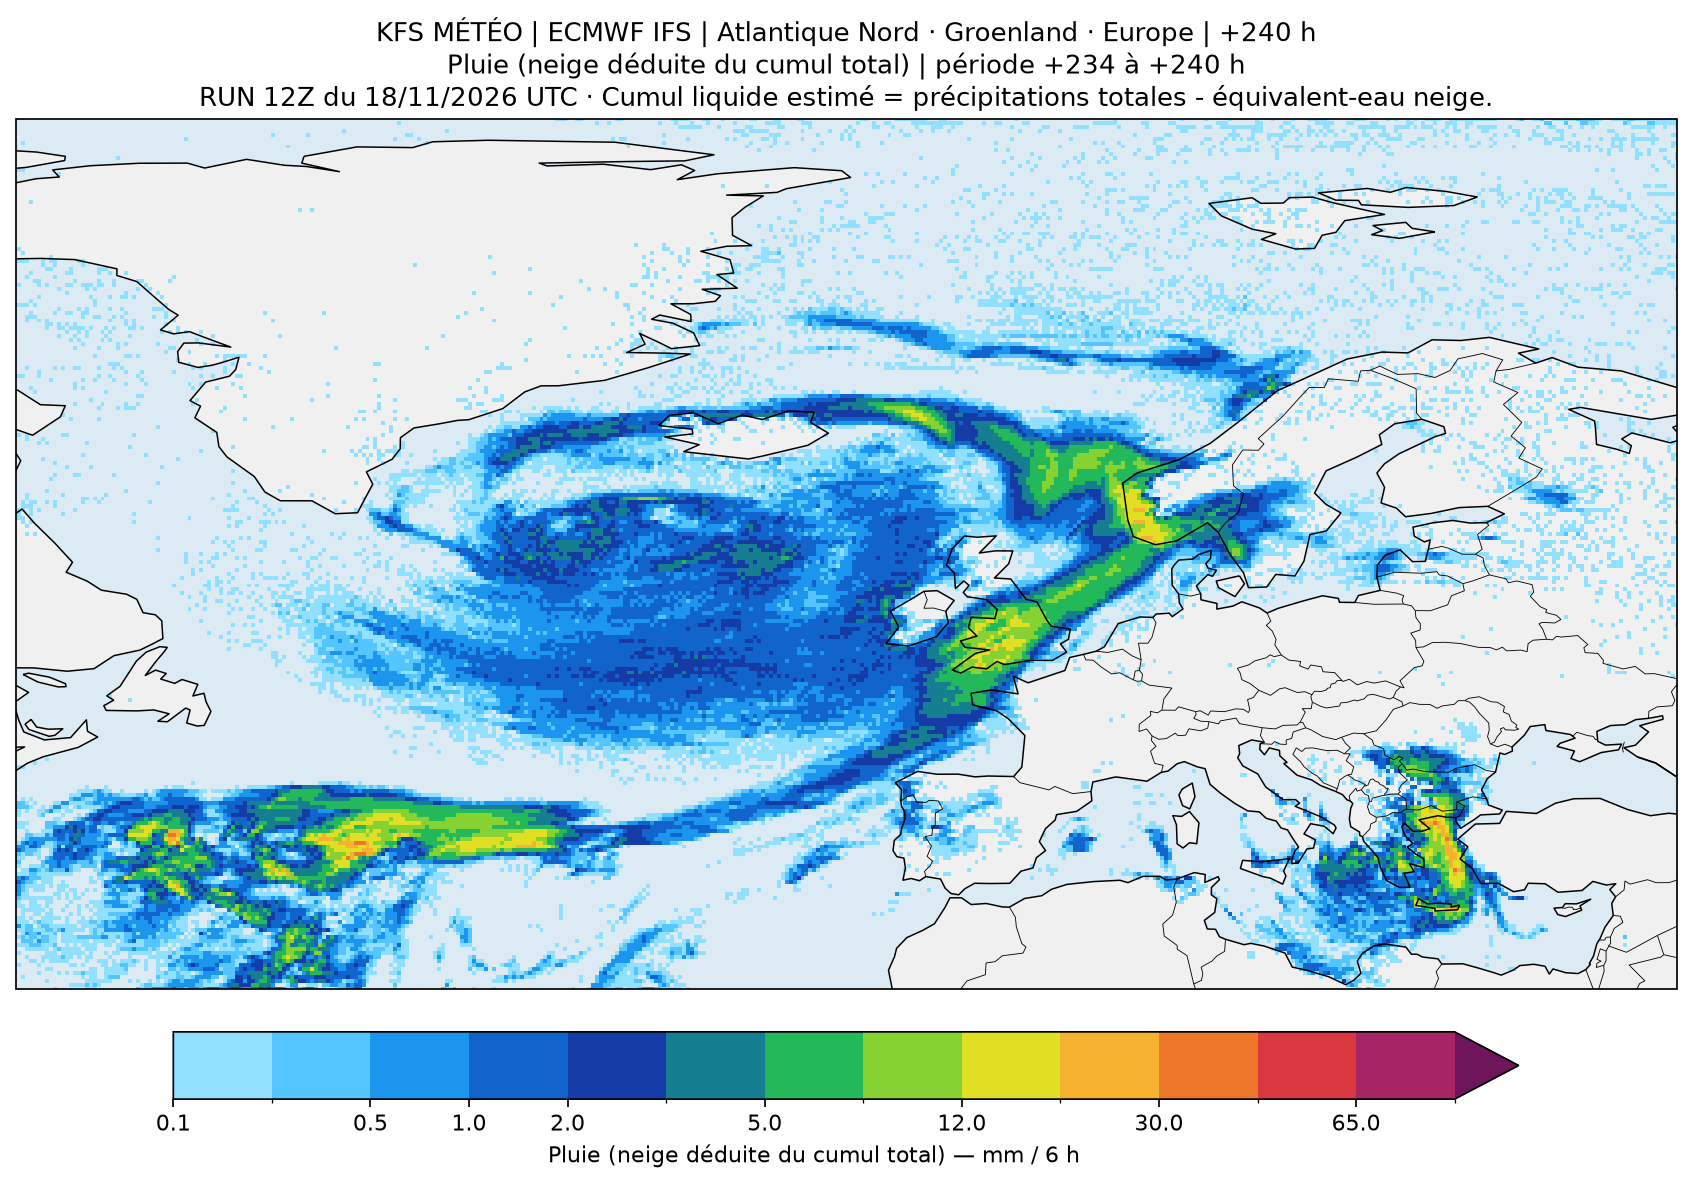 KFS MÉTÉO | ECMWF IFS | Atlantique Nord · Groenland · Europe | +240 h
Pluie (neige déduite du cumul total) | période +234 à +240 h
RUN 12Z du 18/11/2026 UTC · Cumul liquide estimé = précipitations totales - équivalent-eau neige.
0.1 0.5 1.0 2.0 5.0 12.0 30.0 65.0
Pluie (neige déduite du cumul total) — mm / 6 h